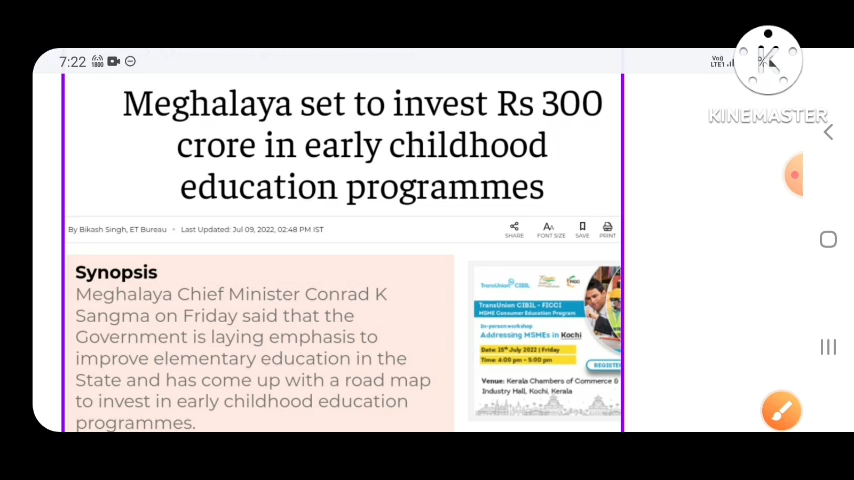 7:22
KINEMASTER
Meghalaya set to invest Rs 300
crore in early childhood
education programmes
By Bikash Singh, ET Bureau • Last Updated: Jul 09, 2022, 02:48 PM IST
SHARE FONT SIZE SAVE PRINT
Synopsis
Meghalaya Chief Minister Conrad K
Sangma on Friday said that the
Government is laying emphasis to
improve elementary education in the
State and has come up with a road map
to invest in early childhood education
programmes.
TransUnion CIBIL FICCI
TransUnion CIBIL - FICCI
MSME Consumer Education Program
In-person workshop
Addressing MSMEs in Kochi
Date: 15th July 2022 | Friday
Time: 4:00 pm - 5:00 pm
REGISTER
Venue: Kerala Chambers of Commerce &
Industry Hall, Kochi, Kerala